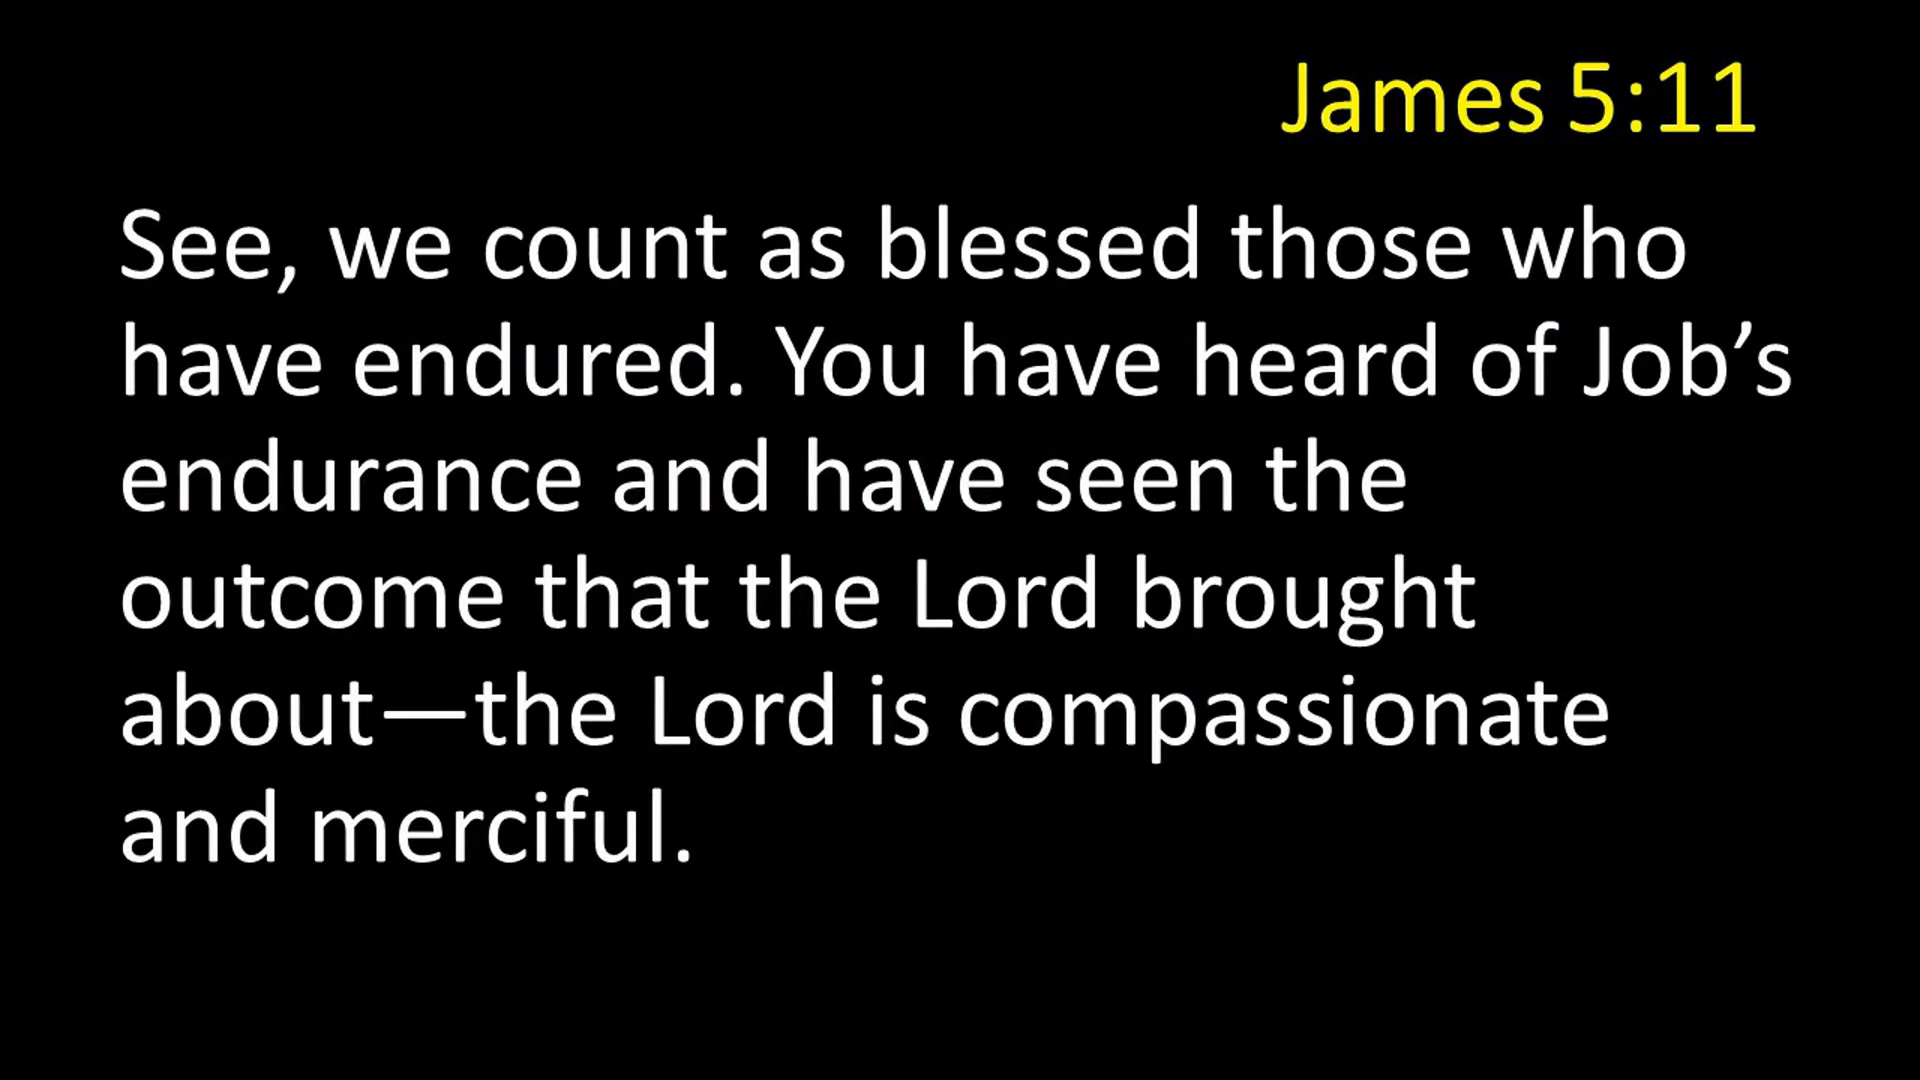 James 5:11
See, we count as blessed those who
have endured. You have heard of Job’s
endurance and have seen the
outcome that the Lord brought
about—the Lord is compassionate
and merciful.